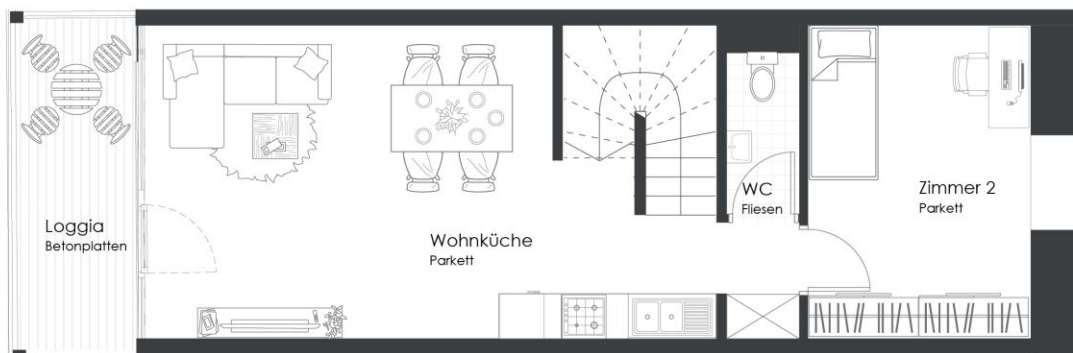 Loggia
Betonplatten
Wohnküche
Parkett
WC
Fliesen
Zimmer 2
Parkett